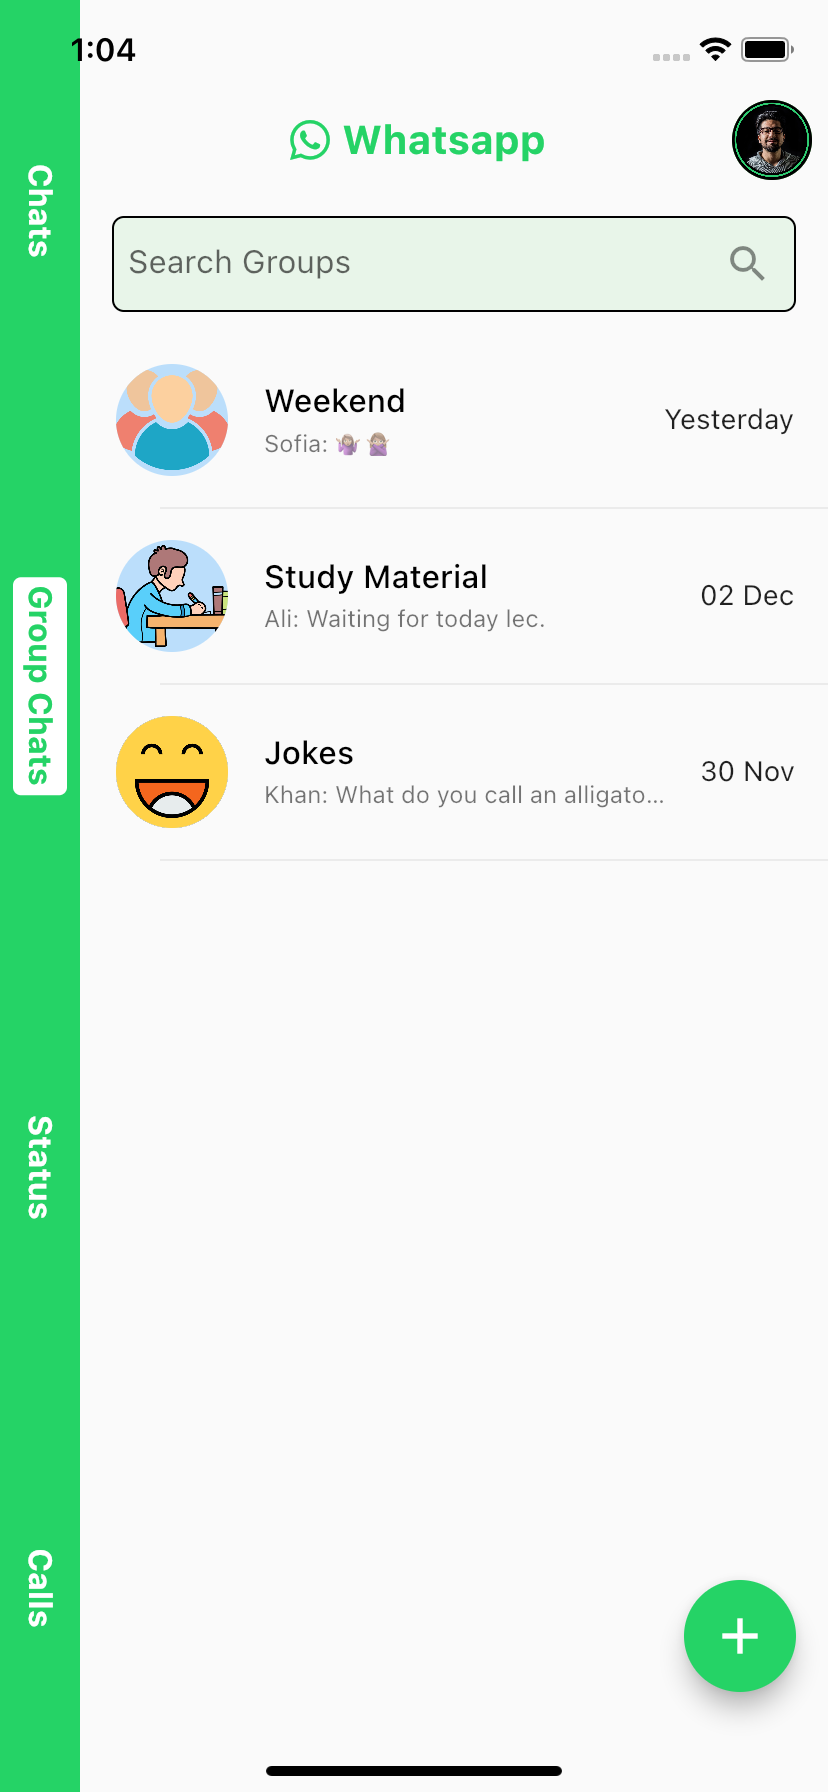 1:04
Whatsapp
Search Groups
Chats
Group Chats
Status
Calls
Weekend
Sofia: 🤷🏼‍♀️ 🙅🏼‍♀️
Yesterday
Study Material
Ali: Waiting for today lec.
02 Dec
Jokes
Khan: What do you call an alligato...
30 Nov